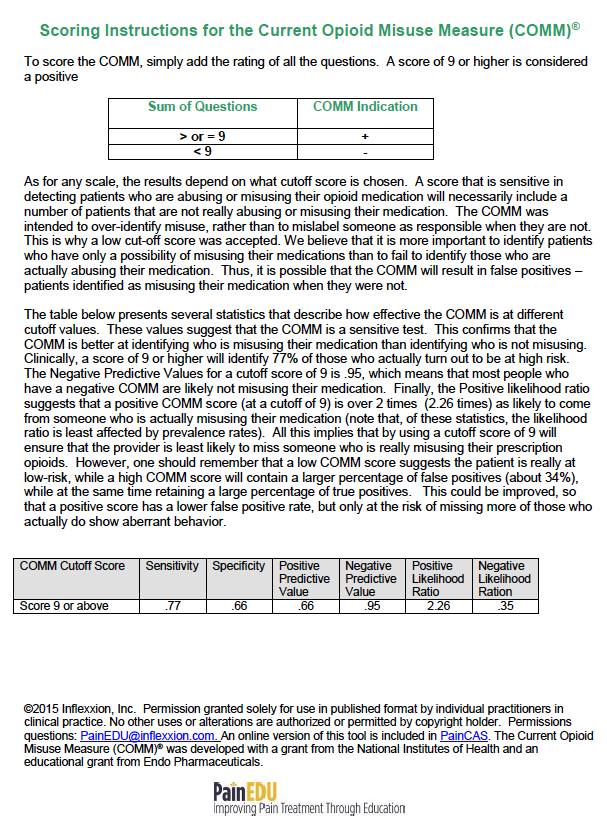 Scoring Instructions for the Current Opioid Misuse Measure (COMM)®
To score the COMM, simply add the rating of all the questions. A score of 9 or higher is considered
a positive
Sum of Questions COMM Indication
> or = 9 +
< 9 -
As for any scale, the results depend on what cutoff score is chosen. A score that is sensitive in
detecting patients who are abusing or misusing their opioid medication will necessarily include a
number of patients that are not really abusing or misusing their medication. The COMM was
intended to over-identify misuse, rather than to mislabel someone as responsible when they are not.
This is why a low cut-off score was accepted. We believe that it is more important to identify patients
who have only a possibility of misusing their medications than to fail to identify those who are
actually abusing their medication. Thus, it is possible that the COMM will result in false positives –
patients identified as misusing their medication when they were not.
The table below presents several statistics that describe how effective the COMM is at different
cutoff values. These values suggest that the COMM is a sensitive test. This confirms that the
COMM is better at identifying who is misusing their medication than identifying who is not misusing.
Clinically, a score of 9 or higher will identify 77% of those who actually turn out to be at high risk.
The Negative Predictive Values for a cutoff score of 9 is .95, which means that most people who
have a negative COMM are likely not misusing their medication. Finally, the Positive likelihood ratio
suggests that a positive COMM score (at a cutoff of 9) is over 2 times (2.26 times) as likely to come
from someone who is actually misusing their medication (note that, of these statistics, the likelihood
ratio is least affected by prevalence rates). All this implies that by using a cutoff score of 9 will
ensure that the provider is least likely to miss someone who is really misusing their prescription
opioids. However, one should remember that a low COMM score suggests the patient is really at
low-risk, while a high COMM score will contain a larger percentage of false positives (about 34%),
while at the same time retaining a large percentage of true positives. This could be improved, so
that a positive score has a lower false positive rate, but only at the risk of missing more of those who
actually do show aberrant behavior.
COMM Cutoff Score Sensitivity Specificity Positive Negative Positive Negative
Predictive Predictive Likelihood Likelihood
Value Value Ratio Ration
Score 9 or above .77 .66 .66 .95 2.26 .35
©2015 Inflexxion, Inc. Permission granted solely for use in published format by individual practitioners in
clinical practice. No other uses or alterations are authorized or permitted by copyright holder. Permissions
questions: PainEDU@inflexxion.com. An online version of this tool is included in PainCAS. The Current Opioid
Misuse Measure (COMM)® was developed with a grant from the National Institutes of Health and an
educational grant from Endo Pharmaceuticals.
PainEDU
Improving Pain Treatment Through Education